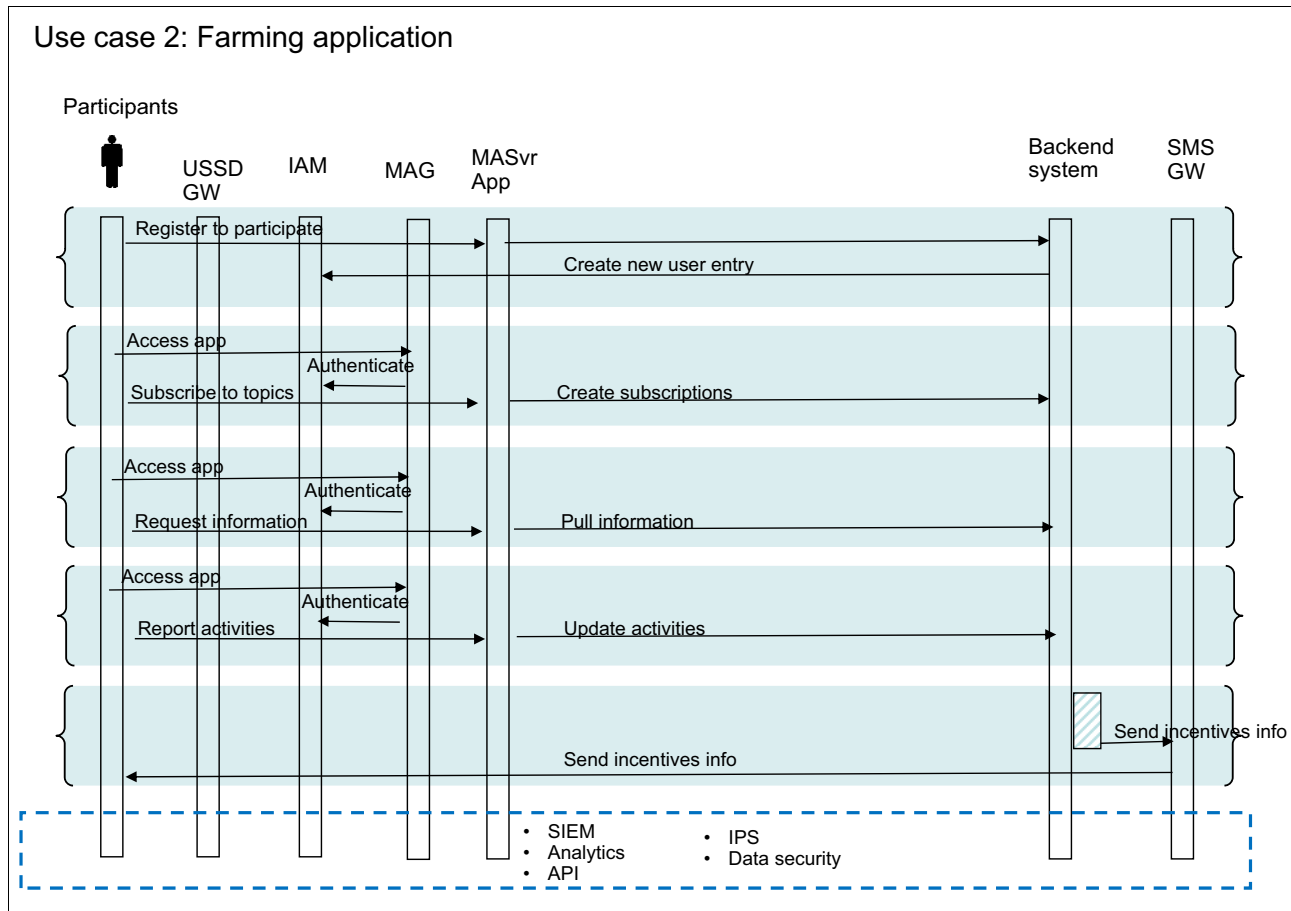 Use case 2: Farming application
Participants
USSD
GW
IAM
MAG
MASvr
App
Backend
system
SMS
GW
Register to participate
Create new user entry
Access app
Authenticate
Subscribe to topics
Create subscriptions
Access app
Authenticate
Request information
Pull information
Access app
Authenticate
Report activities
Update activities
Send incentives info
Send incentives info
• SIEM
• Analytics
• API
• IPS
• Data security